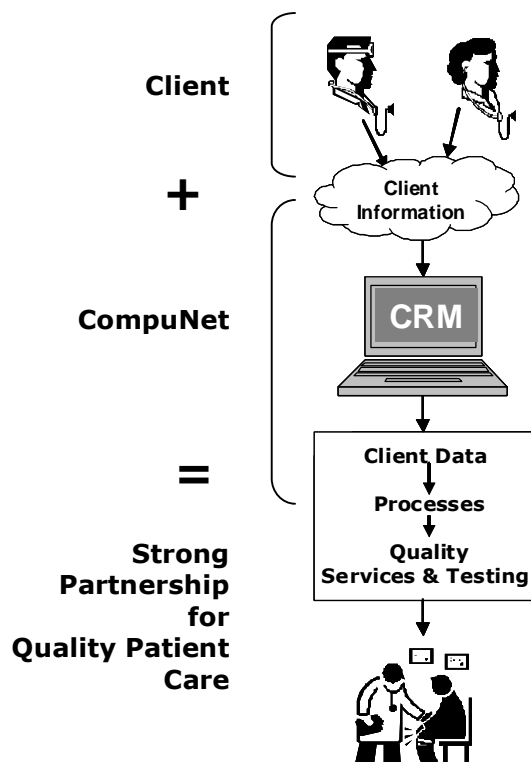 Client
+
CompuNet
=
Strong
Partnership
for
Quality Patient
Care
Client
Information
CRM
Client Data
Processes
Quality
Services & Testing